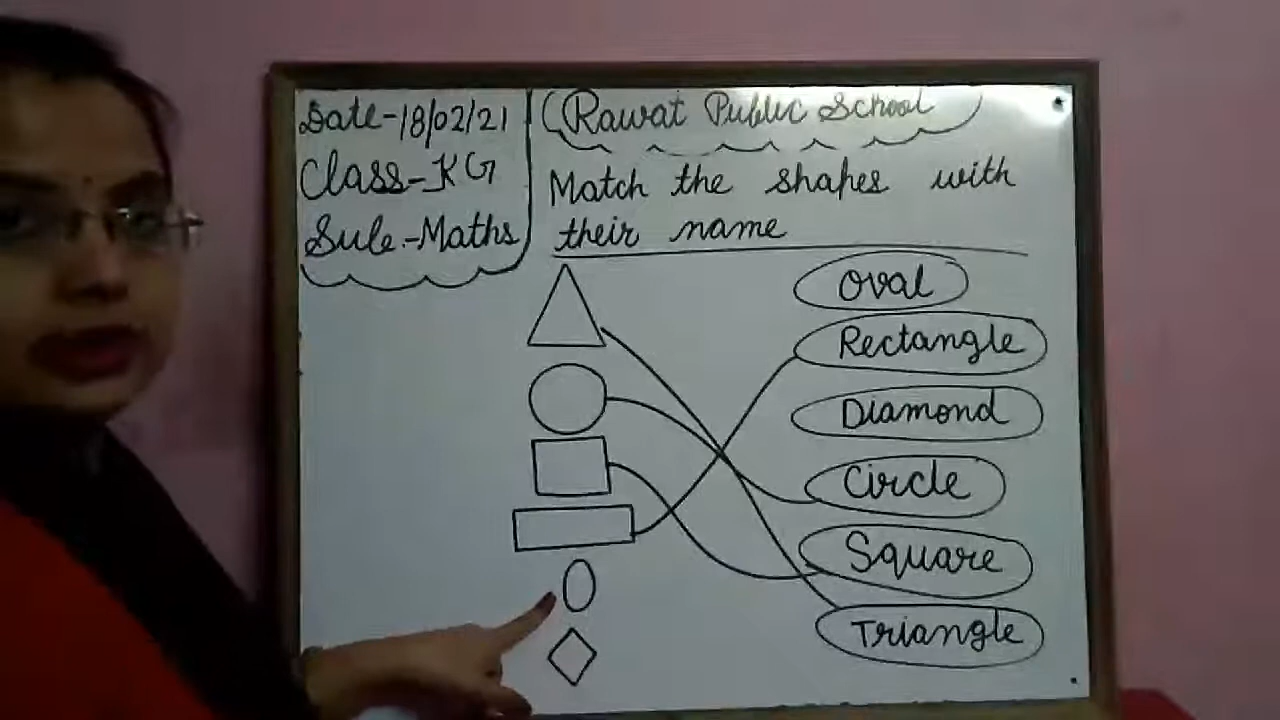 Date-18/02/21
Class-KG
Sub.-Maths
Rawat Public School
Match the shapes with
their name
Oval
Rectangle
Diamond
Circle
Square
Triangle